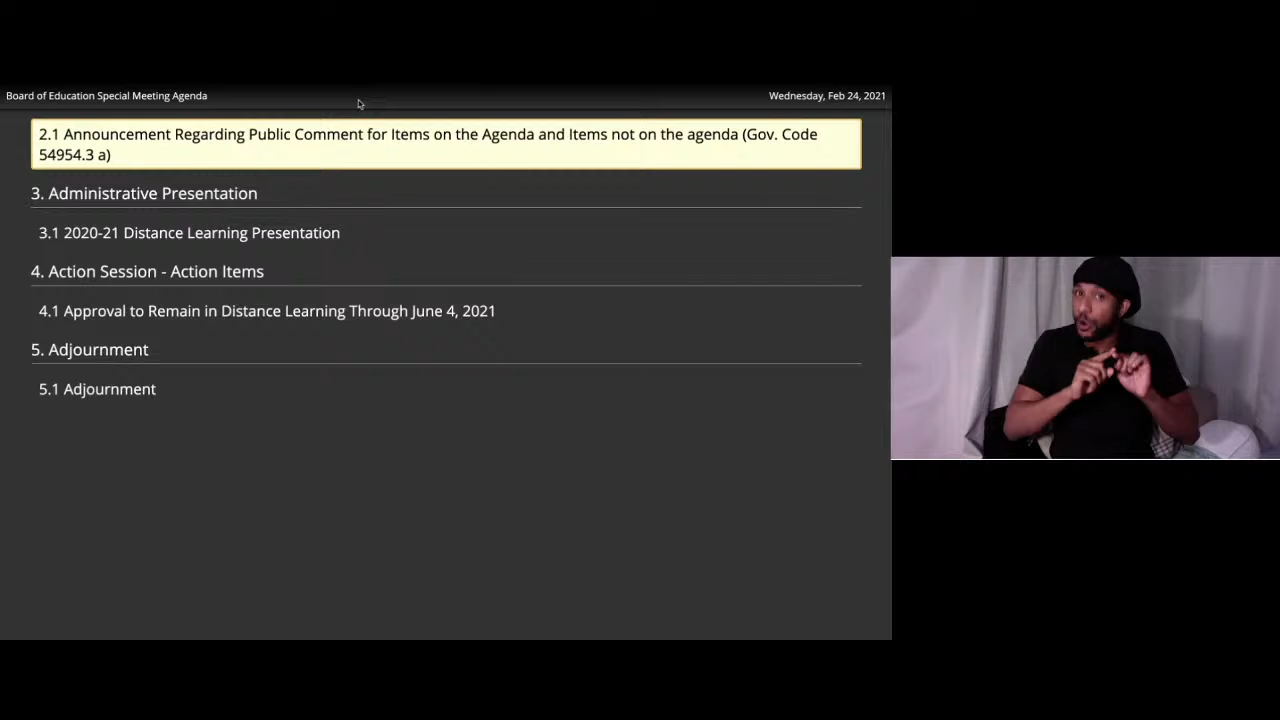 Board of Education Special Meeting Agenda
Wednesday, Feb 24, 2021
2.1 Announcement Regarding Public Comment for Items on the Agenda and Items not on the agenda (Gov. Code
54954.3 a)
3. Administrative Presentation
3.1 2020-21 Distance Learning Presentation
4. Action Session - Action Items
4.1 Approval to Remain in Distance Learning Through June 4, 2021
5. Adjournment
5.1 Adjournment